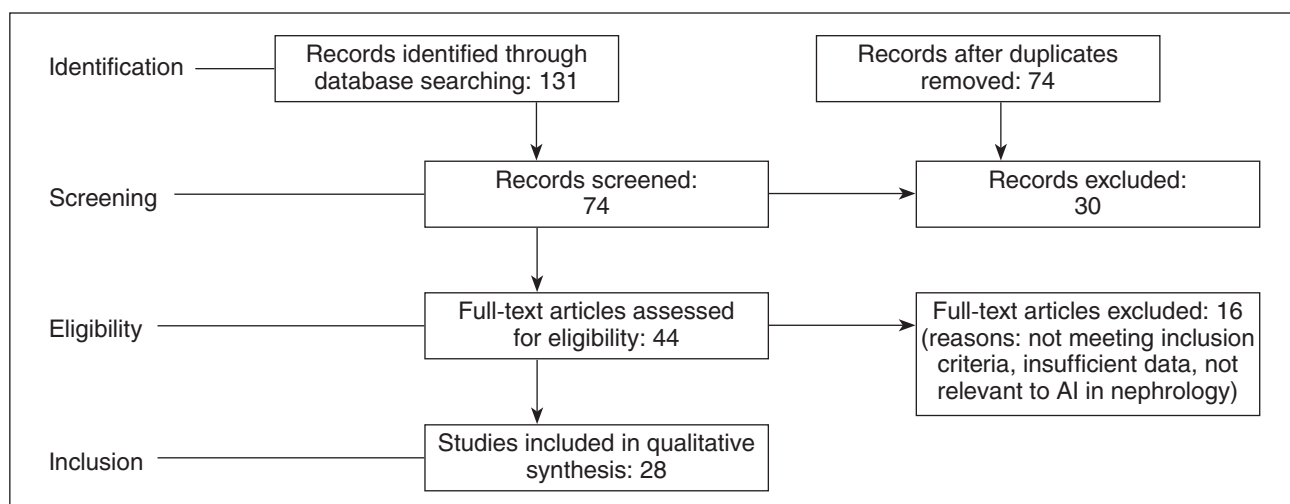 Identification
Records identified through
database searching: 131
Records after duplicates
removed: 74
Screening
Records screened:
74
Records excluded:
30
Eligibility
Full-text articles assessed
for eligibility: 44
Full-text articles excluded: 16
(reasons: not meeting inclusion
criteria, insufficient data, not
relevant to AI in nephrology)
Inclusion
Studies included in qualitative
synthesis: 28